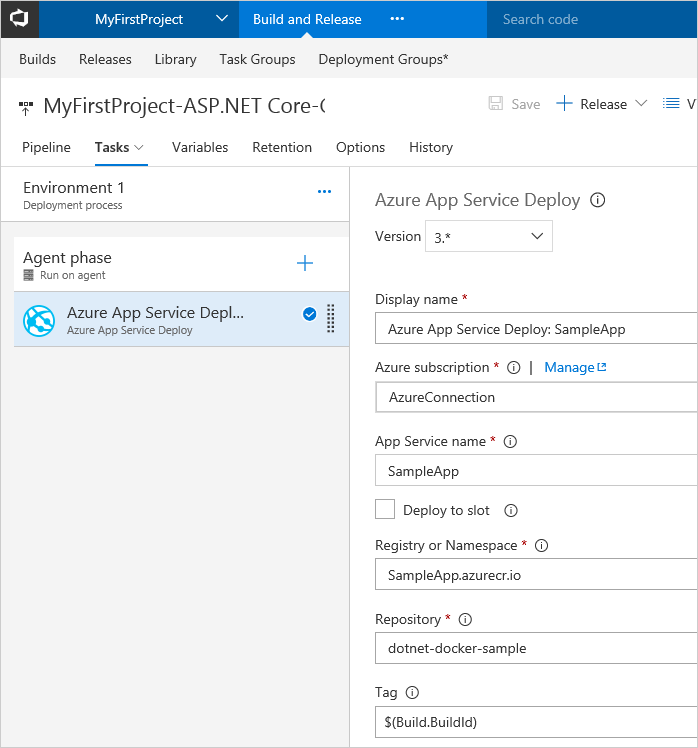 MyFirstProject Build and Release ••• Search code
Builds Releases Library Task Groups Deployment Groups*
MyFirstProject-ASP.NET Core-C Save Release V
Pipeline Tasks Variables Retention Options History
Environment 1
Deployment process
Agent phase
Run on agent
Azure App Service Depl...
Azure App Service Deploy
Azure App Service Deploy
Version 3.*
Display name *
Azure App Service Deploy: SampleApp
Azure subscription * | Manage
AzureConnection
App Service name *
SampleApp
Deploy to slot
Registry or Namespace *
SampleApp.azurecr.io
Repository *
dotnet-docker-sample
Tag
$(Build.BuildId)